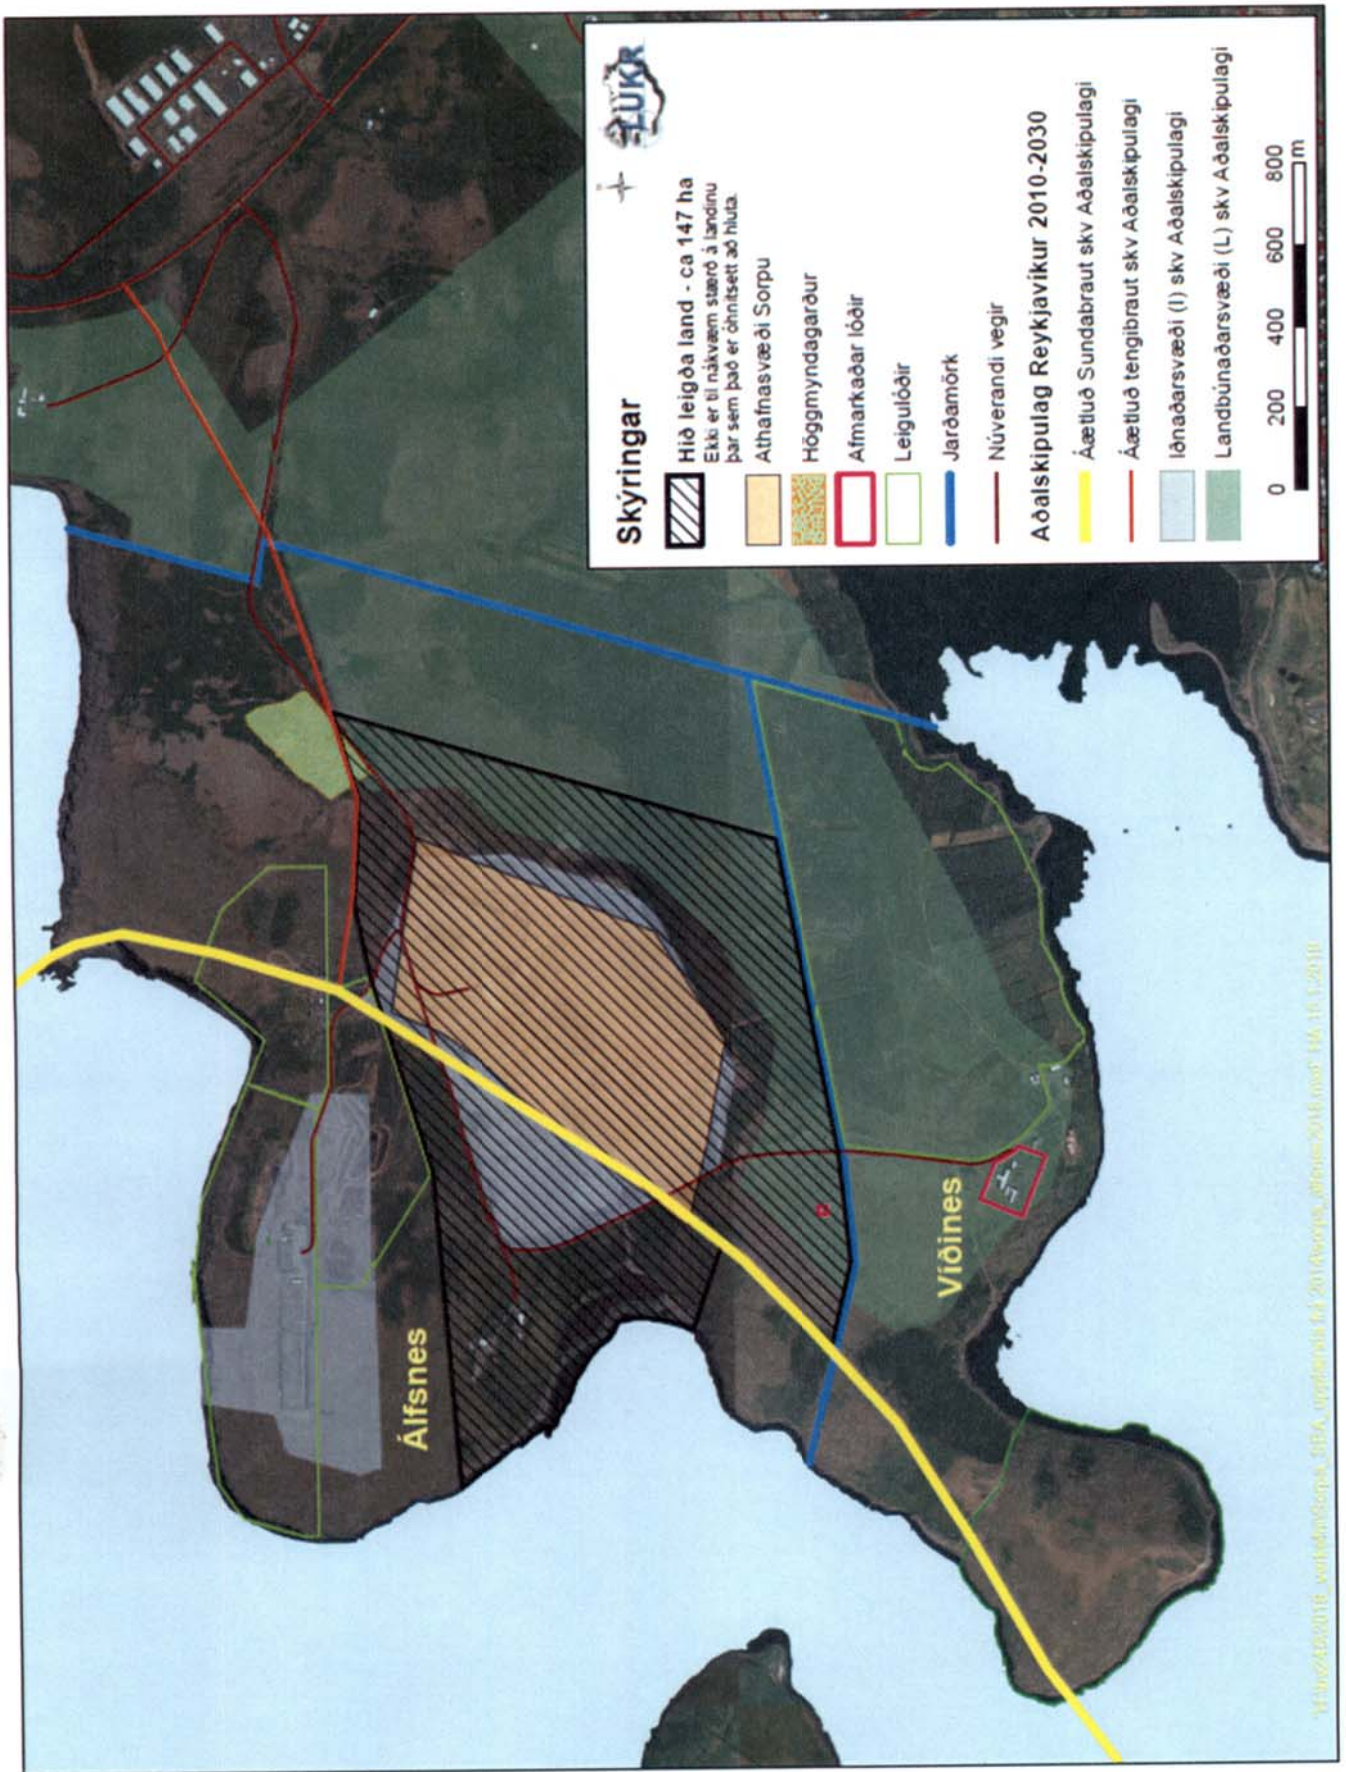 Skýringar
LUKR
Hið leigða land - ca 147 ha
Ekki er til nákvæm stærð á landinu
þar sem það er óhnitsett að hluta.
Athafnasvæði Sorpu
Höggmyndagarður
Afmarkaðar lóðir
Leigulóðir
Jarðamörk
Núverandi vegir
Aðalskipulag Reykjavíkur 2010-2030
Áætluð Sundabraut skv Aðalskipulagi
Áætluð tengibraut skv Aðalskipulagi
Iðnaðarsvæði (I) skv Aðalskipulagi
Landbúnaðarsvæði (L) skv Aðalskipulagi
0 200 400 600 800
m
Álfsnes
Víðines